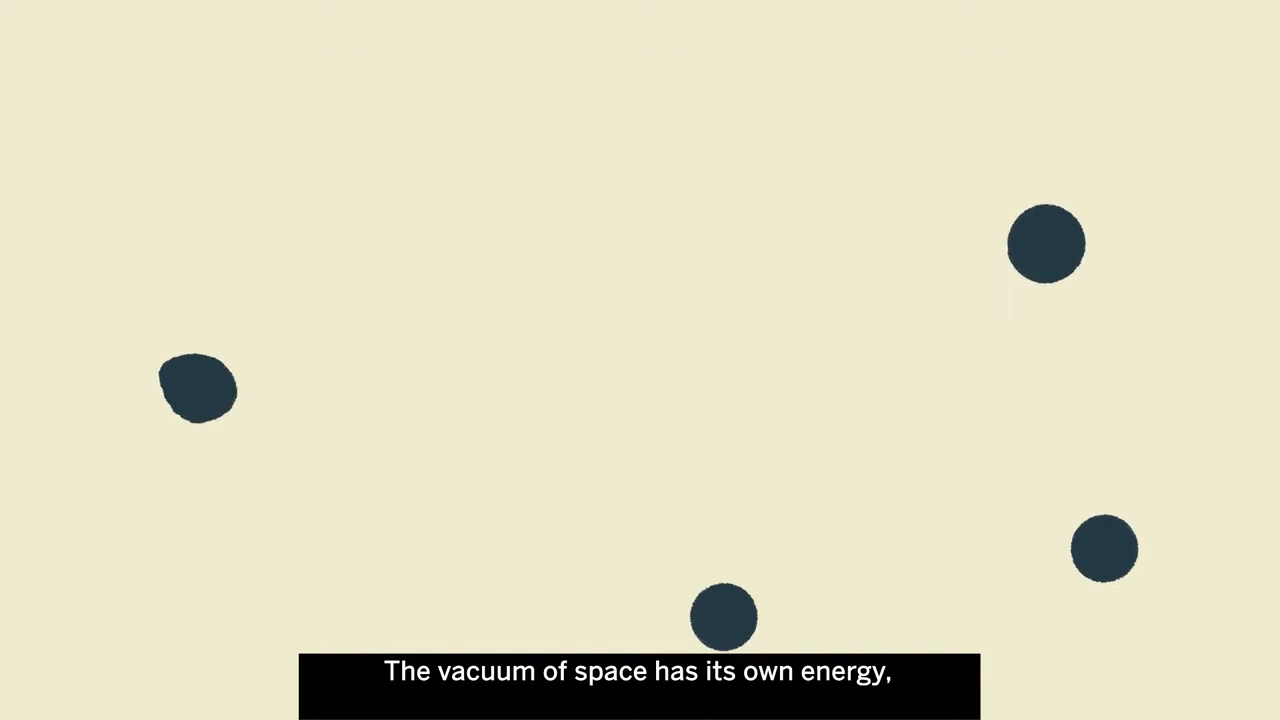 The vacuum of space has its own energy,